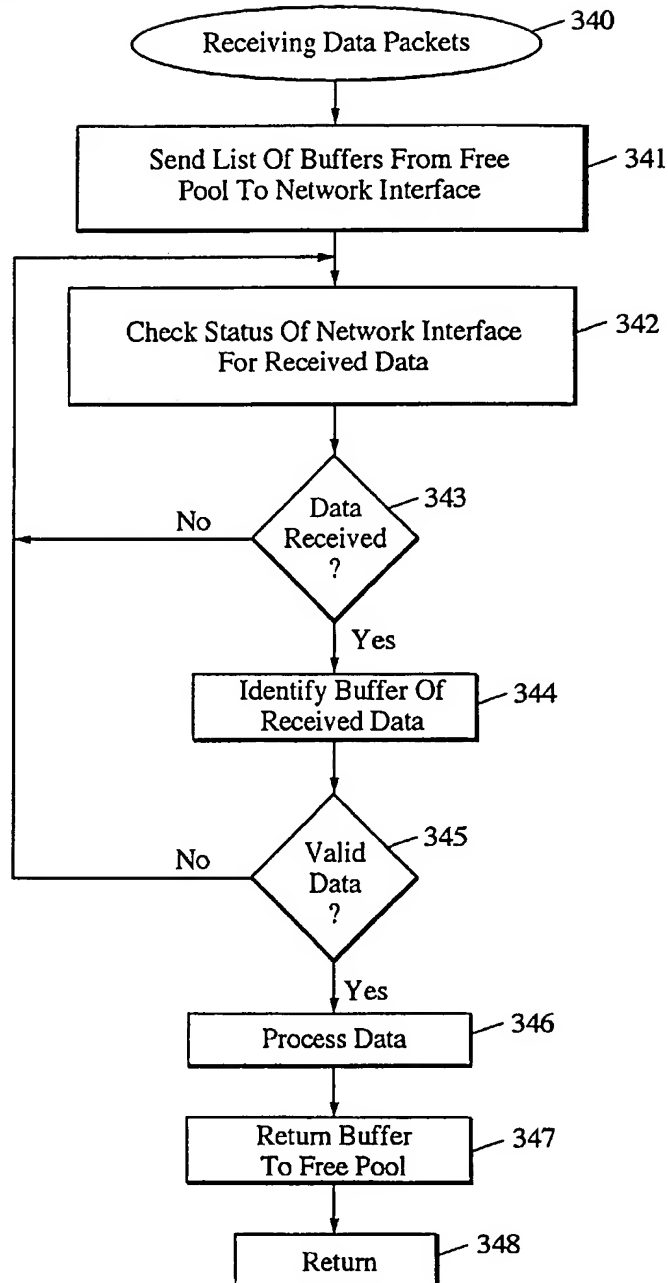 Receiving Data Packets
340
Send List Of Buffers From Free
Pool To Network Interface
341
Check Status Of Network Interface
For Received Data
342
Data
Received
?
343
No
Yes
Identify Buffer Of
Received Data
344
Valid
Data
?
345
No
Yes
Process Data
346
Return Buffer
To Free Pool
347
Return
348